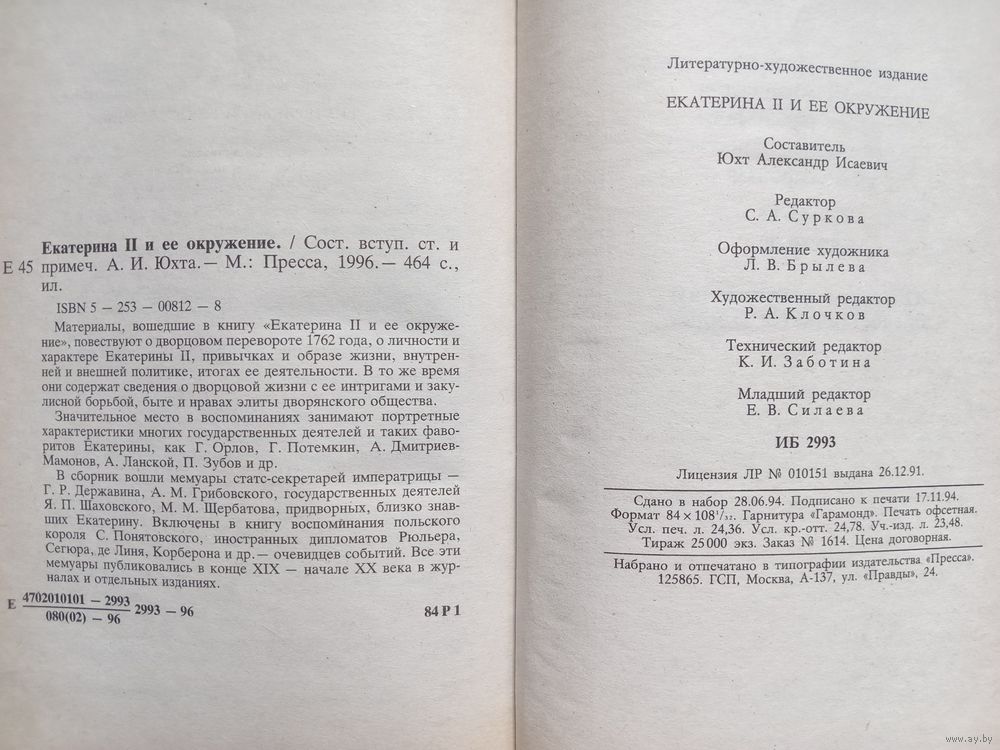 Екатерина II и ее окружение. / Сост. вступ. ст. и
Е 45 примеч. А. И. Юхта.— М.: Пресса, 1996.— 464 с.,
ил.
ISBN 5 — 253 — 00812 — 8
Материалы, вошедшие в книгу «Екатерина II и ее окруже-
ние», повествуют о дворцовом перевороте 1762 года, о личности и
характере Екатерины II, привычках и образе жизни, внутрен-
ней и внешней политике, итогах ее деятельности. В то же время
они содержат сведения о дворцовой жизни с ее интригами и заку-
лисной борьбой, быте и нравах элиты дворянского общества.
Значительное место в воспоминаниях занимают портретные
характеристики многих государственных деятелей и таких фаво-
ритов Екатерины, как Г. Орлов, Г. Потемкин, А. Дмитриев-
Мамонов, А. Ланской, П. Зубов и др.
В сборник вошли мемуары статс-секретарей императрицы —
Г. Р. Державина, А. М. Грибовского, государственных деятелей
Я. П. Шаховского, М. М. Щербатова, придворных, близко знав-
ших Екатерину. Включены в книгу воспоминания польского
короля С. Понятовского, иностранных дипломатов Рюльера,
Сегюра, де Линя, Корберона и др.— очевидцев событий. Все эти
мемуары публиковались в конце XIX — начале XX века в жур-
налах и отдельных изданиях.
Е 4702010101 — 2993
080(02) — 96
2993 — 96
84 Р 1
Литературно-художественное издание
ЕКАТЕРИНА II И ЕЕ ОКРУЖЕНИЕ
Составитель
Юхт Александр Исаевич
Редактор
С. А. Суркова
Оформление художника
Л. В. Брылева
Художественный редактор
Р. А. Клочков
Технический редактор
К. И. Заботина
Младший редактор
Е. В. Силаева
ИБ 2993
Лицензия ЛР № 010151 выдана 26.12.91.
Сдано в набор 28.06.94. Подписано к печати 17.11.94.
Формат 84 × 108¹/₃₂. Гарнитура «Гарамонд». Печать офсетная.
Усл. печ. л. 24,36. Усл. кр.-отт. 24,78. Уч.-изд. л. 23,48.
Тираж 25 000 экз. Заказ № 1614. Цена договорная.
Набрано и отпечатано в типографии издательства «Пресса».
125865. ГСП, Москва, А-137, ул. «Правды», 24.
www.ay.by